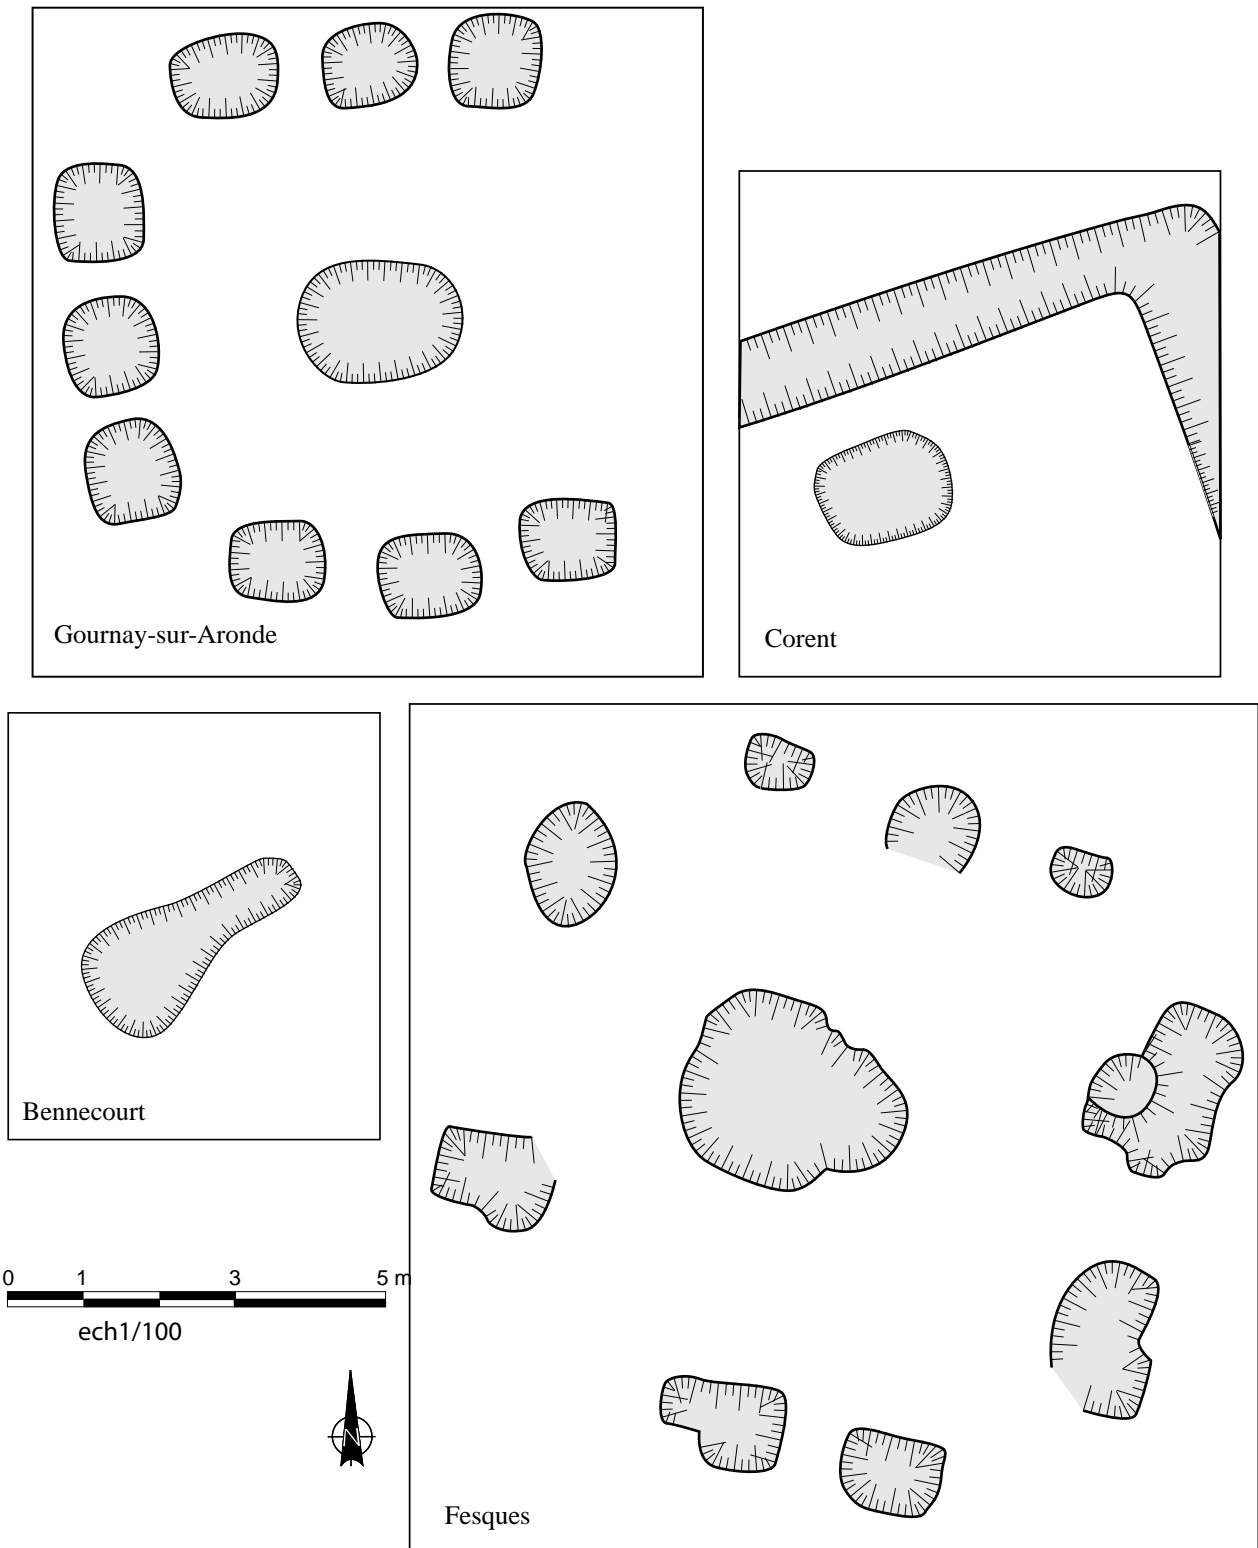 Gournay-sur-Aronde
Corent
Bennecourt
0 1 3 5 m
ech1/100
N
Fesques